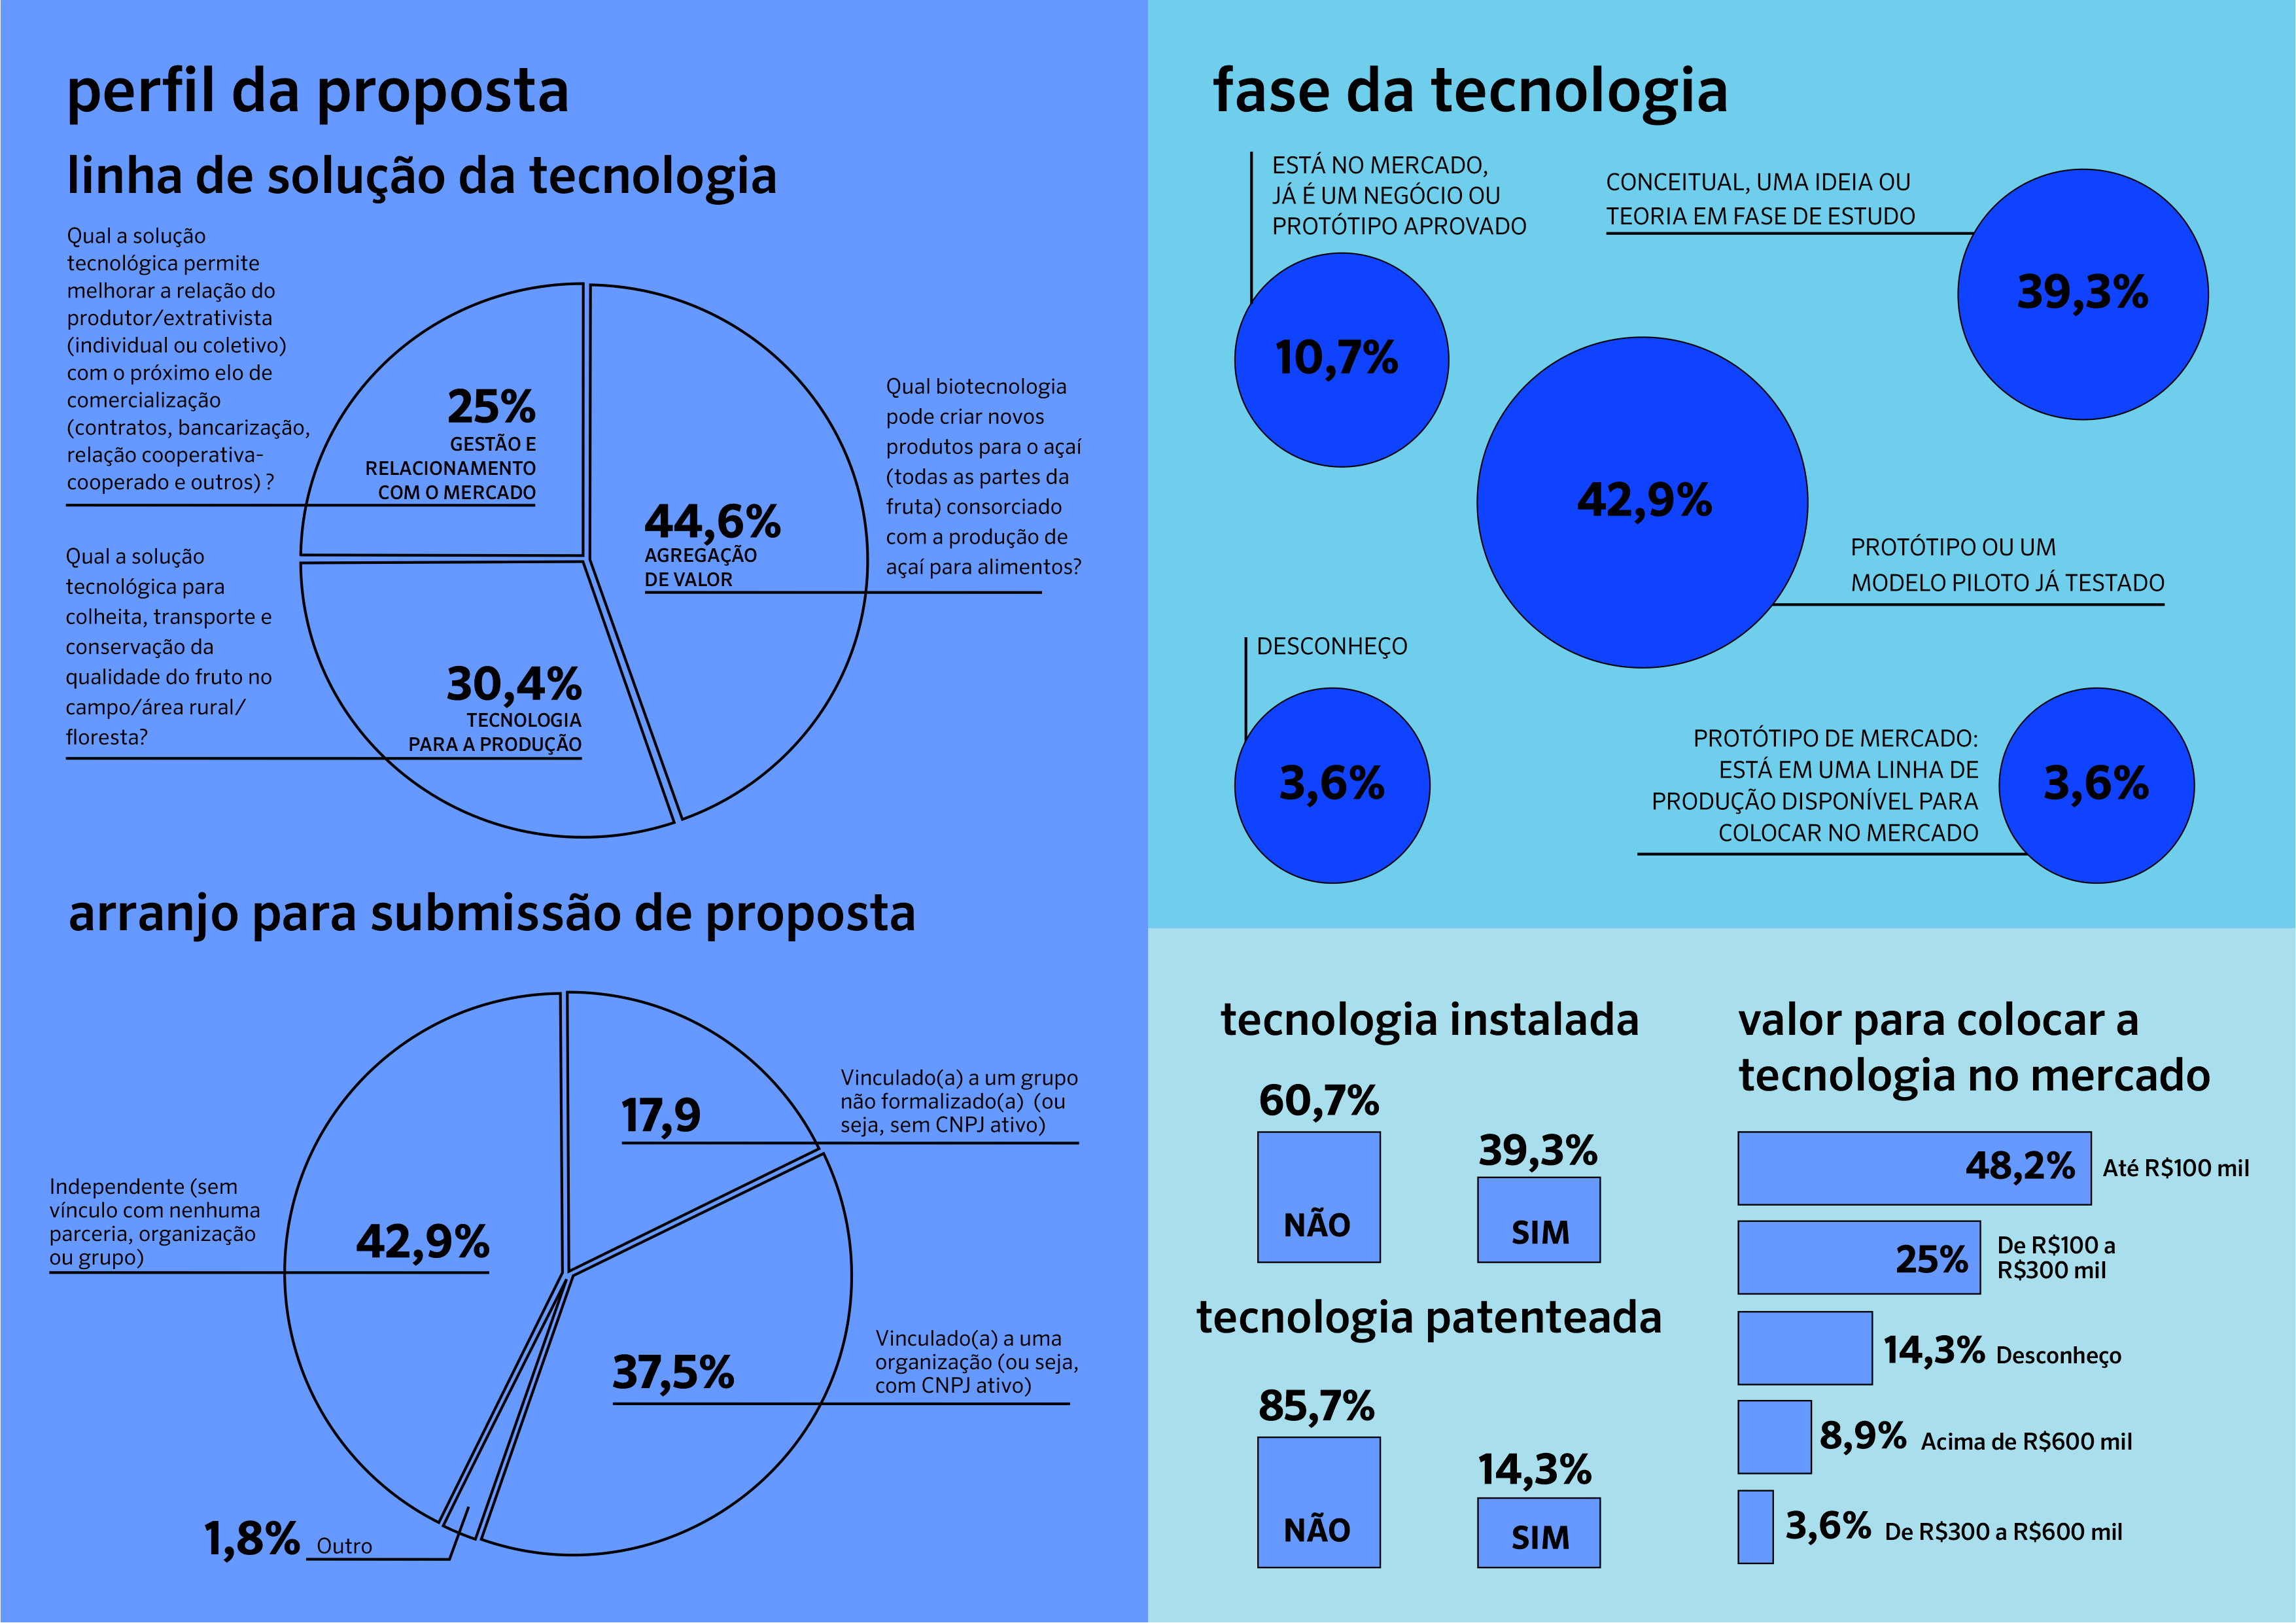 perfil da proposta
linha de solução da tecnologia
Qual a solução
tecnológica permite
melhorar a relação do
produtor/extrativista
(individual ou coletivo)
com o próximo elo de
comercialização
(contratos, bancarização,
relação cooperativa-
cooperado e outros) ?
25%
GESTÃO E
RELACIONAMENTO
COM O MERCADO
Qual biotecnologia
pode criar novos
produtos para o açaí
(todas as partes da
fruta) consorciado
com a produção de
açaí para alimentos?
44,6%
AGREGAÇÃO
DE VALOR
Qual a solução
tecnológica para
colheita, transporte e
conservação da
qualidade do fruto no
campo/área rural/
floresta?
30,4%
TECNOLOGIA
PARA A PRODUÇÃO
arranjo para submissão de proposta
17,9
Vinculado(a) a um grupo
não formalizado(a) (ou
seja, sem CNPJ ativo)
Independente (sem
vínculo com nenhuma
parceria, organização
ou grupo)
42,9%
37,5%
Vinculado(a) a uma
organização (ou seja,
com CNPJ ativo)
1,8% Outro
fase da tecnologia
ESTÁ NO MERCADO,
JÁ É UM NEGÓCIO OU
PROTÓTIPO APROVADO
10,7%
CONCEITUAL, UMA IDEIA OU
TEORIA EM FASE DE ESTUDO
39,3%
42,9%
PROTÓTIPO OU UM
MODELO PILOTO JÁ TESTADO
DESCONHEÇO
3,6%
PROTÓTIPO DE MERCADO:
ESTÁ EM UMA LINHA DE
PRODUÇÃO DISPONÍVEL PARA
COLOCAR NO MERCADO
3,6%
tecnologia instalada
60,7%
NÃO
39,3%
SIM
tecnologia patenteada
85,7%
NÃO
14,3%
SIM
valor para colocar a
tecnologia no mercado
48,2% Até R$100 mil
25%
De R$100 a
R$300 mil
14,3% Desconheço
8,9% Acima de R$600 mil
3,6% De R$300 a R$600 mil